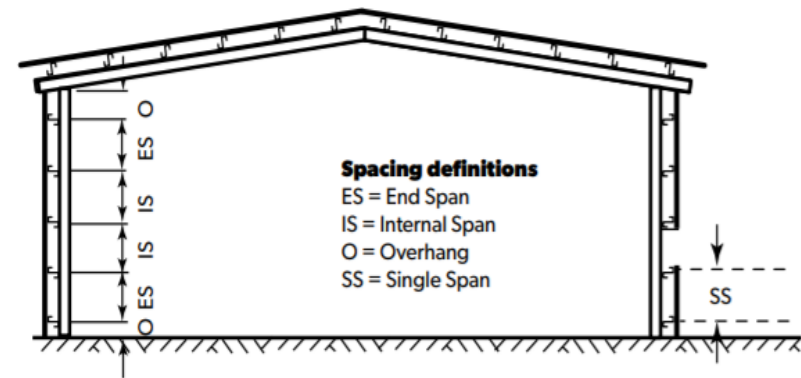 O
ES
IS
IS
ES
O
Spacing definitions
ES = End Span
IS = Internal Span
O = Overhang
SS = Single Span
SS